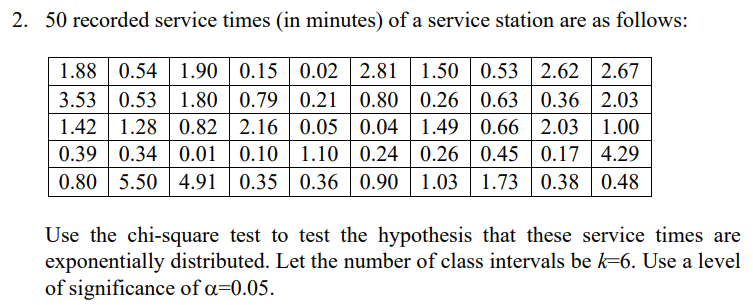 2. 50 recorded service times (in minutes) of a service station are as follows:
1.88 0.54 1.90 0.15 0.02 2.81 1.50 0.53 2.62 2.67
3.53 0.53 1.80 0.79 0.21 0.80 0.26 0.63 0.36 2.03
1.42 1.28 0.82 2.16 0.05 0.04 1.49 0.66 2.03 1.00
0.39 0.34 0.01 0.10 1.10 0.24 0.26 0.45 0.17 4.29
0.80 5.50 4.91 0.35 0.36 0.90 1.03 1.73 0.38 0.48
Use the chi-square test to test the hypothesis that these service times are
exponentially distributed. Let the number of class intervals be k=6. Use a level
of significance of α=0.05.